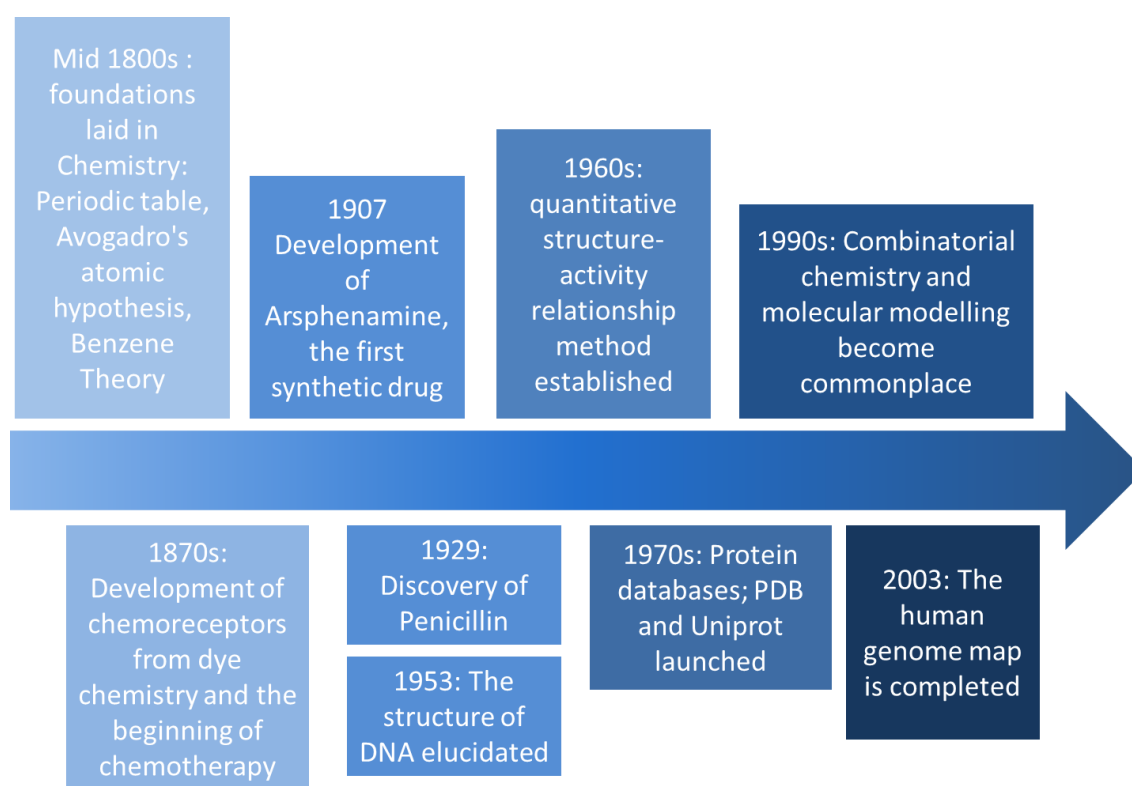 Mid 1800s :
foundations
laid in
Chemistry:
Periodic table,
Avogadro's
atomic
hypothesis,
Benzene
Theory
1907
Development
of
Arsphenamine,
the first
synthetic drug
1960s:
quantitative
structure-
activity
relationship
method
established
1990s: Combinatorial
chemistry and
molecular modelling
become
commonplace
1870s:
Development of
chemoreceptors
from dye
chemistry and the
beginning of
chemotherapy
1929:
Discovery of
Penicillin
1953: The
structure of
DNA elucidated
1970s: Protein
databases; PDB
and Uniprot
launched
2003: The
human
genome map
is completed